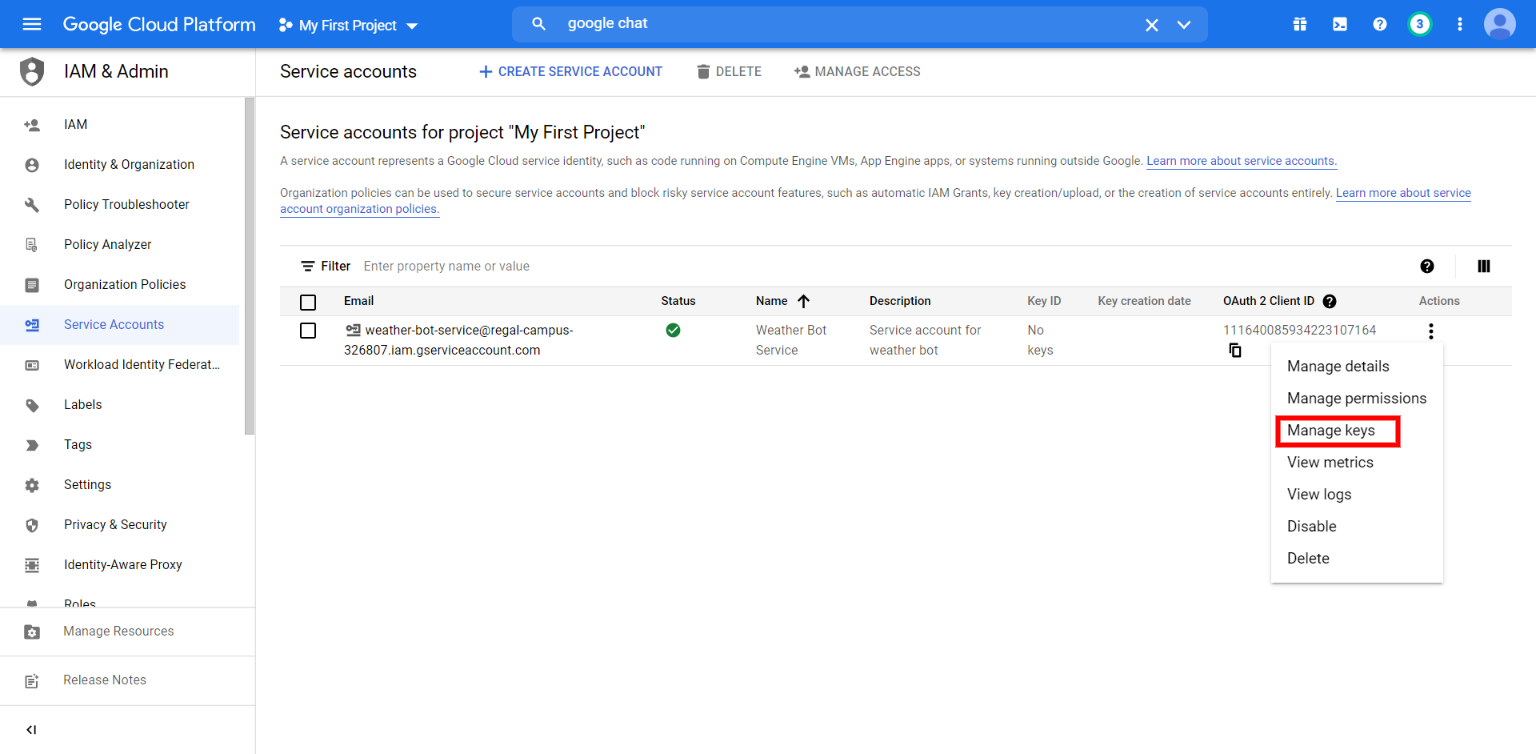 Google Cloud Platform
My First Project
google chat
3
IAM & Admin
Service accounts
CREATE SERVICE ACCOUNT
DELETE
MANAGE ACCESS
IAM
Identity & Organization
Policy Troubleshooter
Policy Analyzer
Organization Policies
Service Accounts
Workload Identity Federat...
Labels
Tags
Settings
Privacy & Security
Identity-Aware Proxy
Roles
Manage Resources
Release Notes
Service accounts for project "My First Project"
A service account represents a Google Cloud service identity, such as code running on Compute Engine VMs, App Engine apps, or systems running outside Google. Learn more about service accounts.
Organization policies can be used to secure service accounts and block risky service account features, such as automatic IAM Grants, key creation/upload, or the creation of service accounts entirely. Learn more about service
account organization policies.
Filter Enter property name or value
Email Status Name Description Key ID Key creation date OAuth 2 Client ID Actions
weather-bot-service@regal-campus- Weather Bot Service account for No 111640085934223107164
326807.iam.gserviceaccount.com Service weather bot keys
Manage details
Manage permissions
Manage keys
View metrics
View logs
Disable
Delete